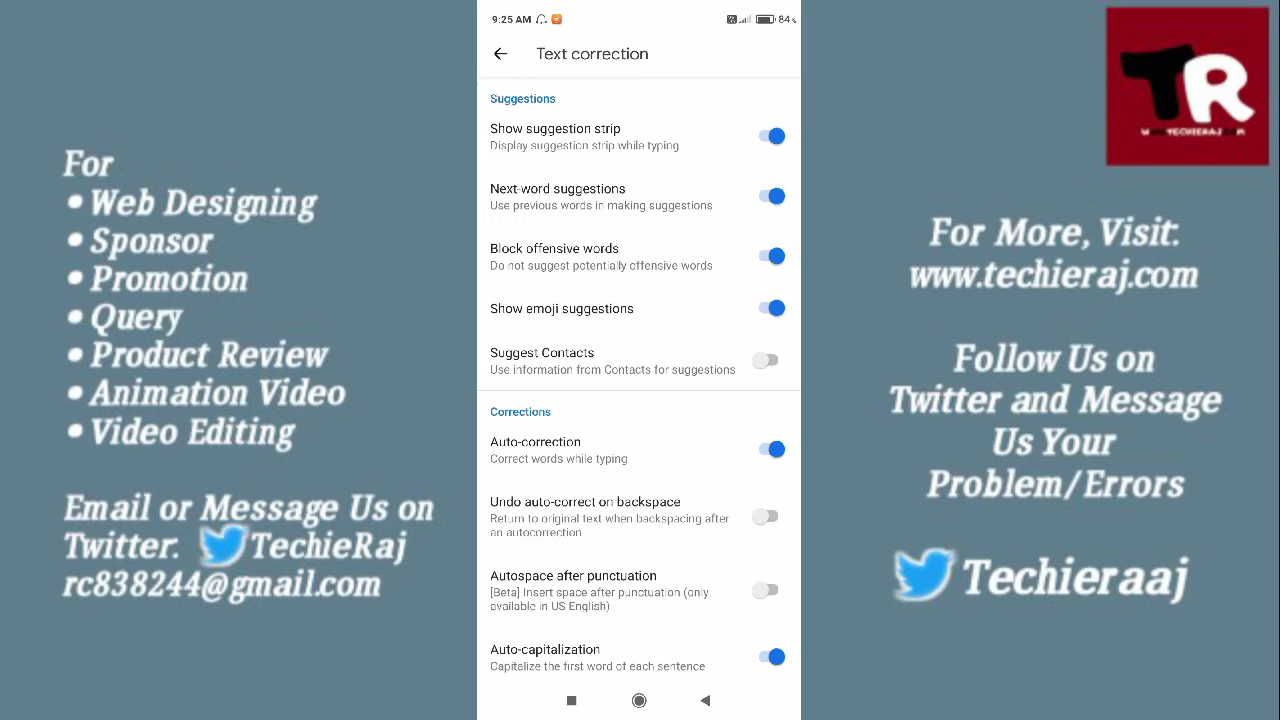 For
• Web Designing
• Sponsor
• Promotion
• Query
• Product Review
• Animation Video
• Video Editing
Email or Message Us on
Twitter. TechieRaj
rc838244@gmail.com
9:25 AM
84%
Text correction
Suggestions
Show suggestion strip
Display suggestion strip while typing
Next-word suggestions
Use previous words in making suggestions
Block offensive words
Do not suggest potentially offensive words
Show emoji suggestions
Suggest Contacts
Use information from Contacts for suggestions
Corrections
Auto-correction
Correct words while typing
Undo auto-correct on backspace
Return to original text when backspacing after
an autocorrection
Autospace after punctuation
[Beta] Insert space after punctuation (only
available in US English)
Auto-capitalization
Capitalize the first word of each sentence
TR
For More, Visit:
www.techieraj.com
Follow Us on
Twitter and Message
Us Your
Problem/Errors
Techieraaj